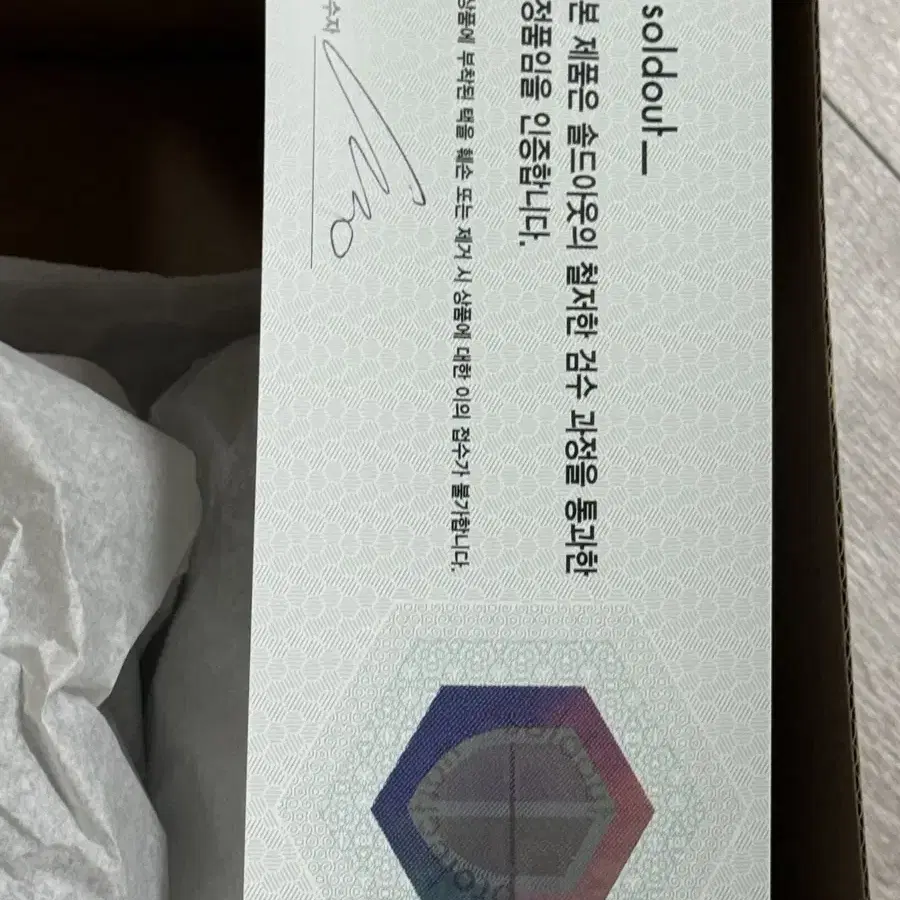 soldout
본 제품은 솔드아웃의 철저한 검수 과정을 통과한
정품임을 인증합니다.
상품에 부착된 택을 훼손 또는 제거 시 상품에 대한 이의 접수가 불가합니다.
수자